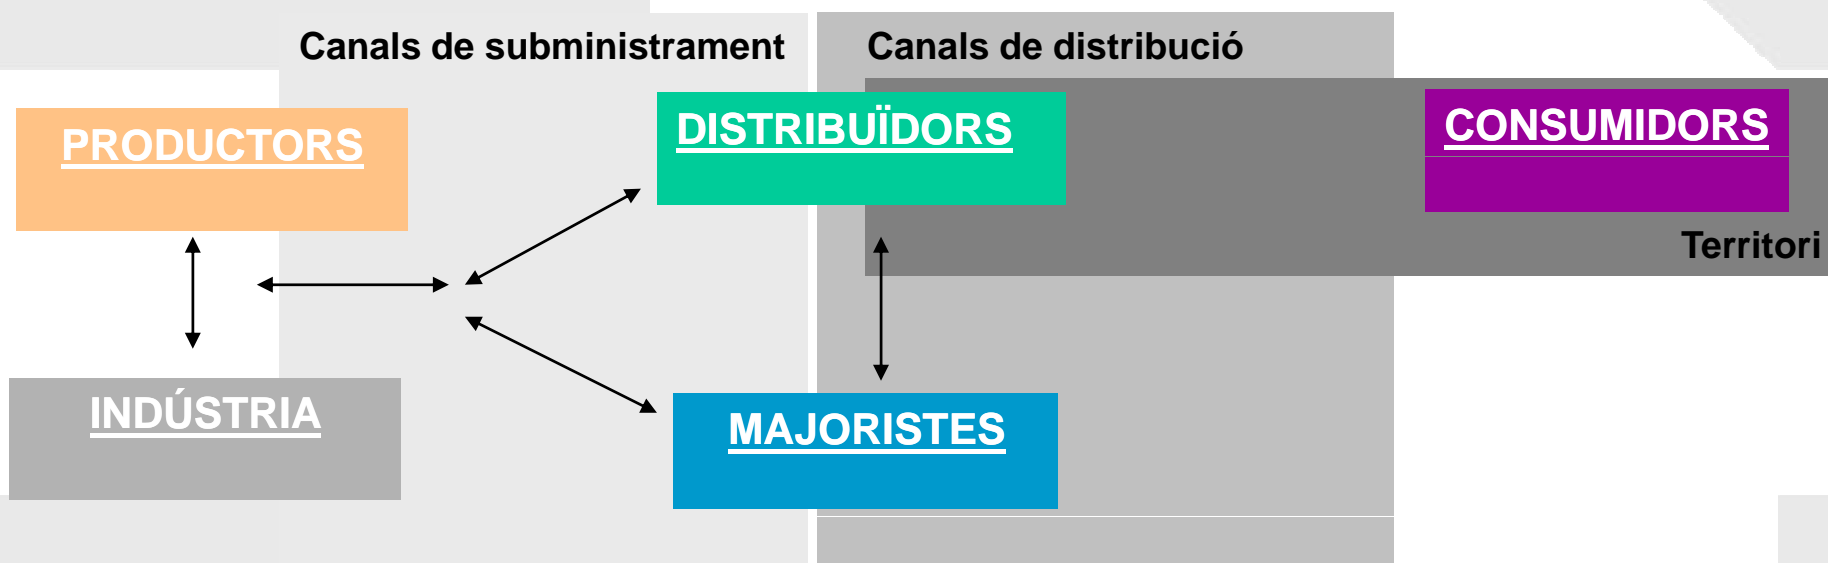 Canals de subministrament
Canals de distribució
PRODUCTORS
DISTRIBUÏDORS
CONSUMIDORS
Territori
INDÚSTRIA
MAJORISTES